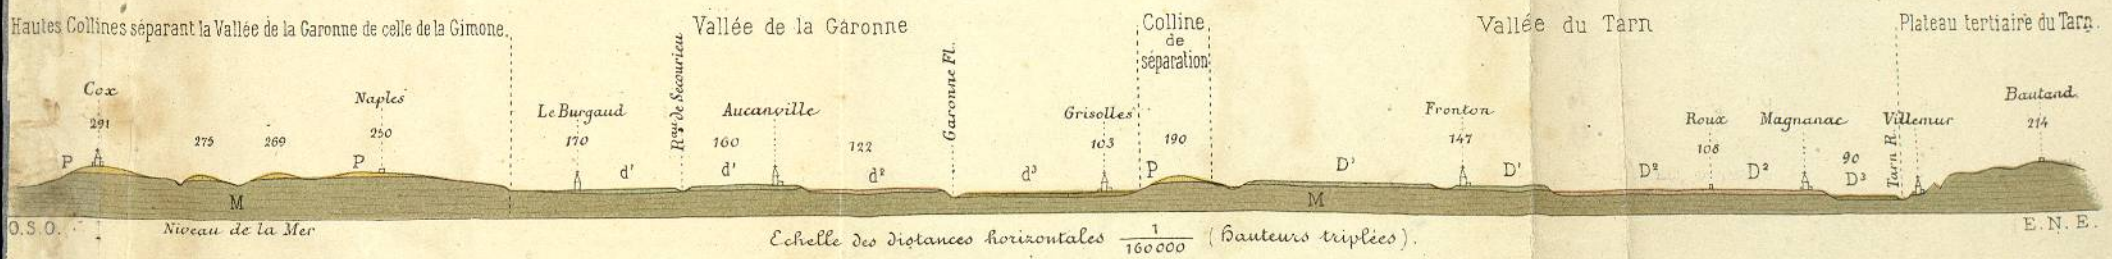 Hautes Collines séparant la Vallée de la Garonne de celle de la Gimone.
Vallée de la Garonne
Colline
de
séparation
Vallée du Tarn
Plateau tertiaire du Tarn.
Cox
291
275
269
Naples
250
Le Burgaud
170
Rau de Secourieu
Aucanville
160
122
Garonne Fl.
Grisolles
103
190
Fronton
147
Roux
108
Magnanac
90
Tarn R.
Villemur
Bautand.
214
P
P
d'
d'
d²
d³
P
D'
D'
D²
D²
D³
M
M
O.S.O.
Niveau de la Mer
Echelle des distances horizontales 1/160000 (hauteurs triplées).
E.N.E.